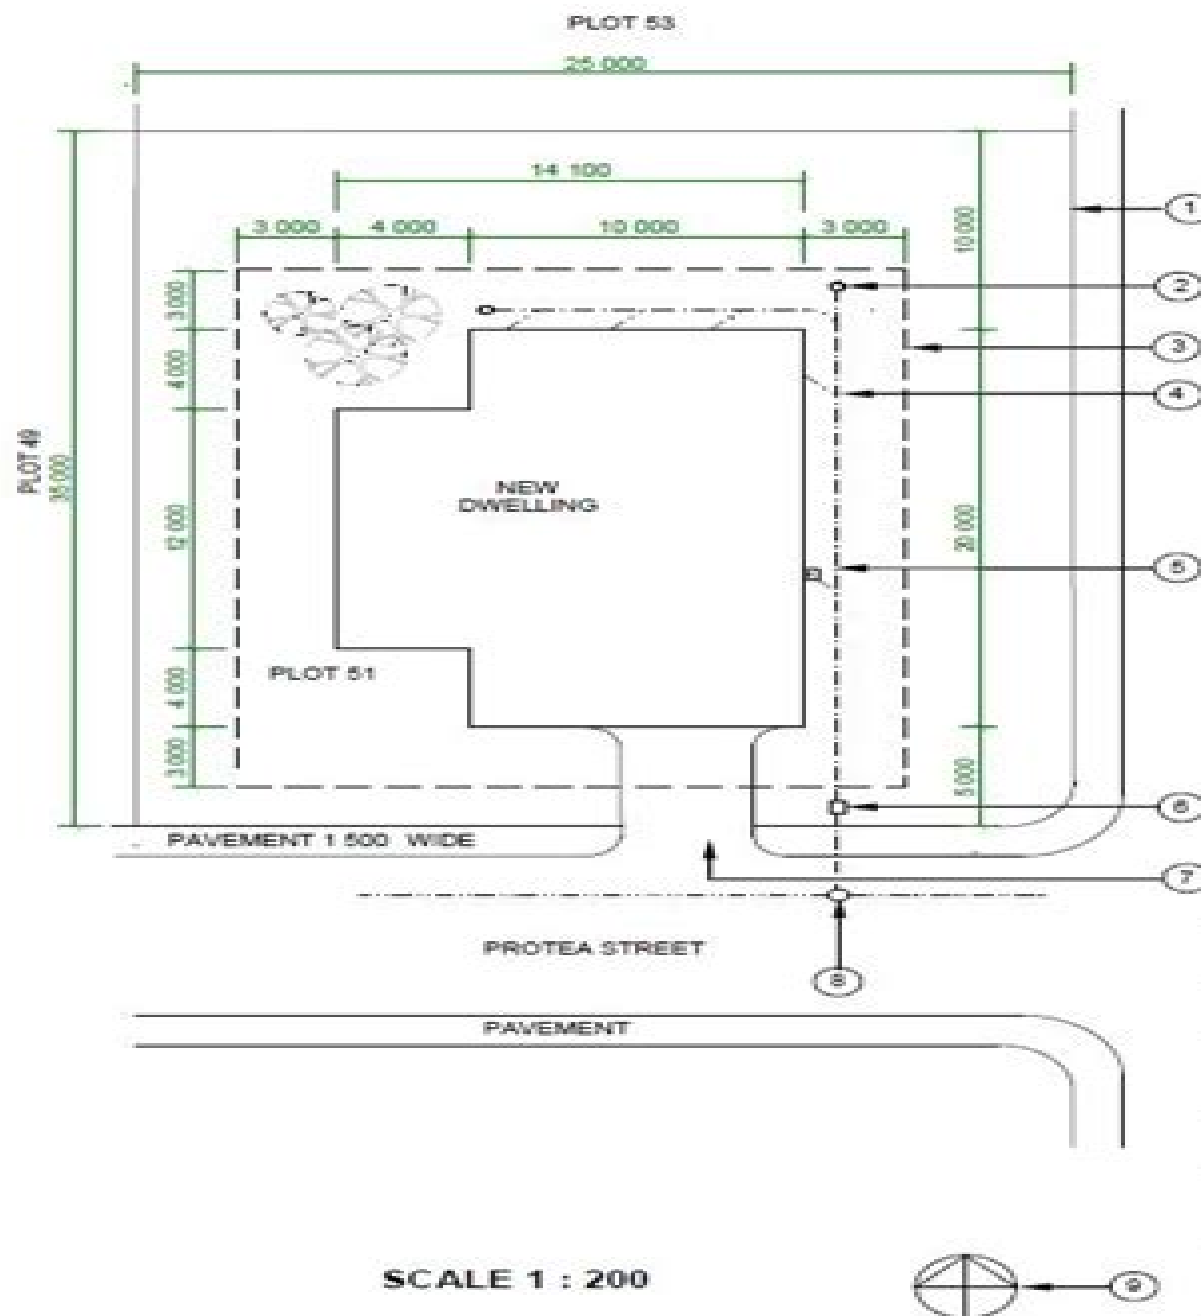 PLOT 53
25 000
14 100
3 000
4 000
10 000
3 000
1
10 000
2
3 000
3
4 000
4
PLOT 49
35 000
NEW
DWELLING
12 000
20 000
5
PLOT 51
4 000
3 000
5 000
6
PAVEMENT 1 500 WIDE
7
PROTEA STREET
8
PAVEMENT
SCALE 1 : 200
9